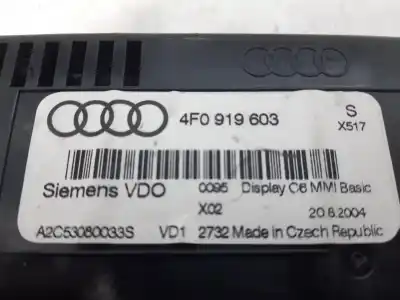 4F0 919 603
S
X517
Siemens VDO 0095 Display C6 MMI Basic
X02 20.8.2004
A2C53080033S VD1 2732 Made in Czech Republic